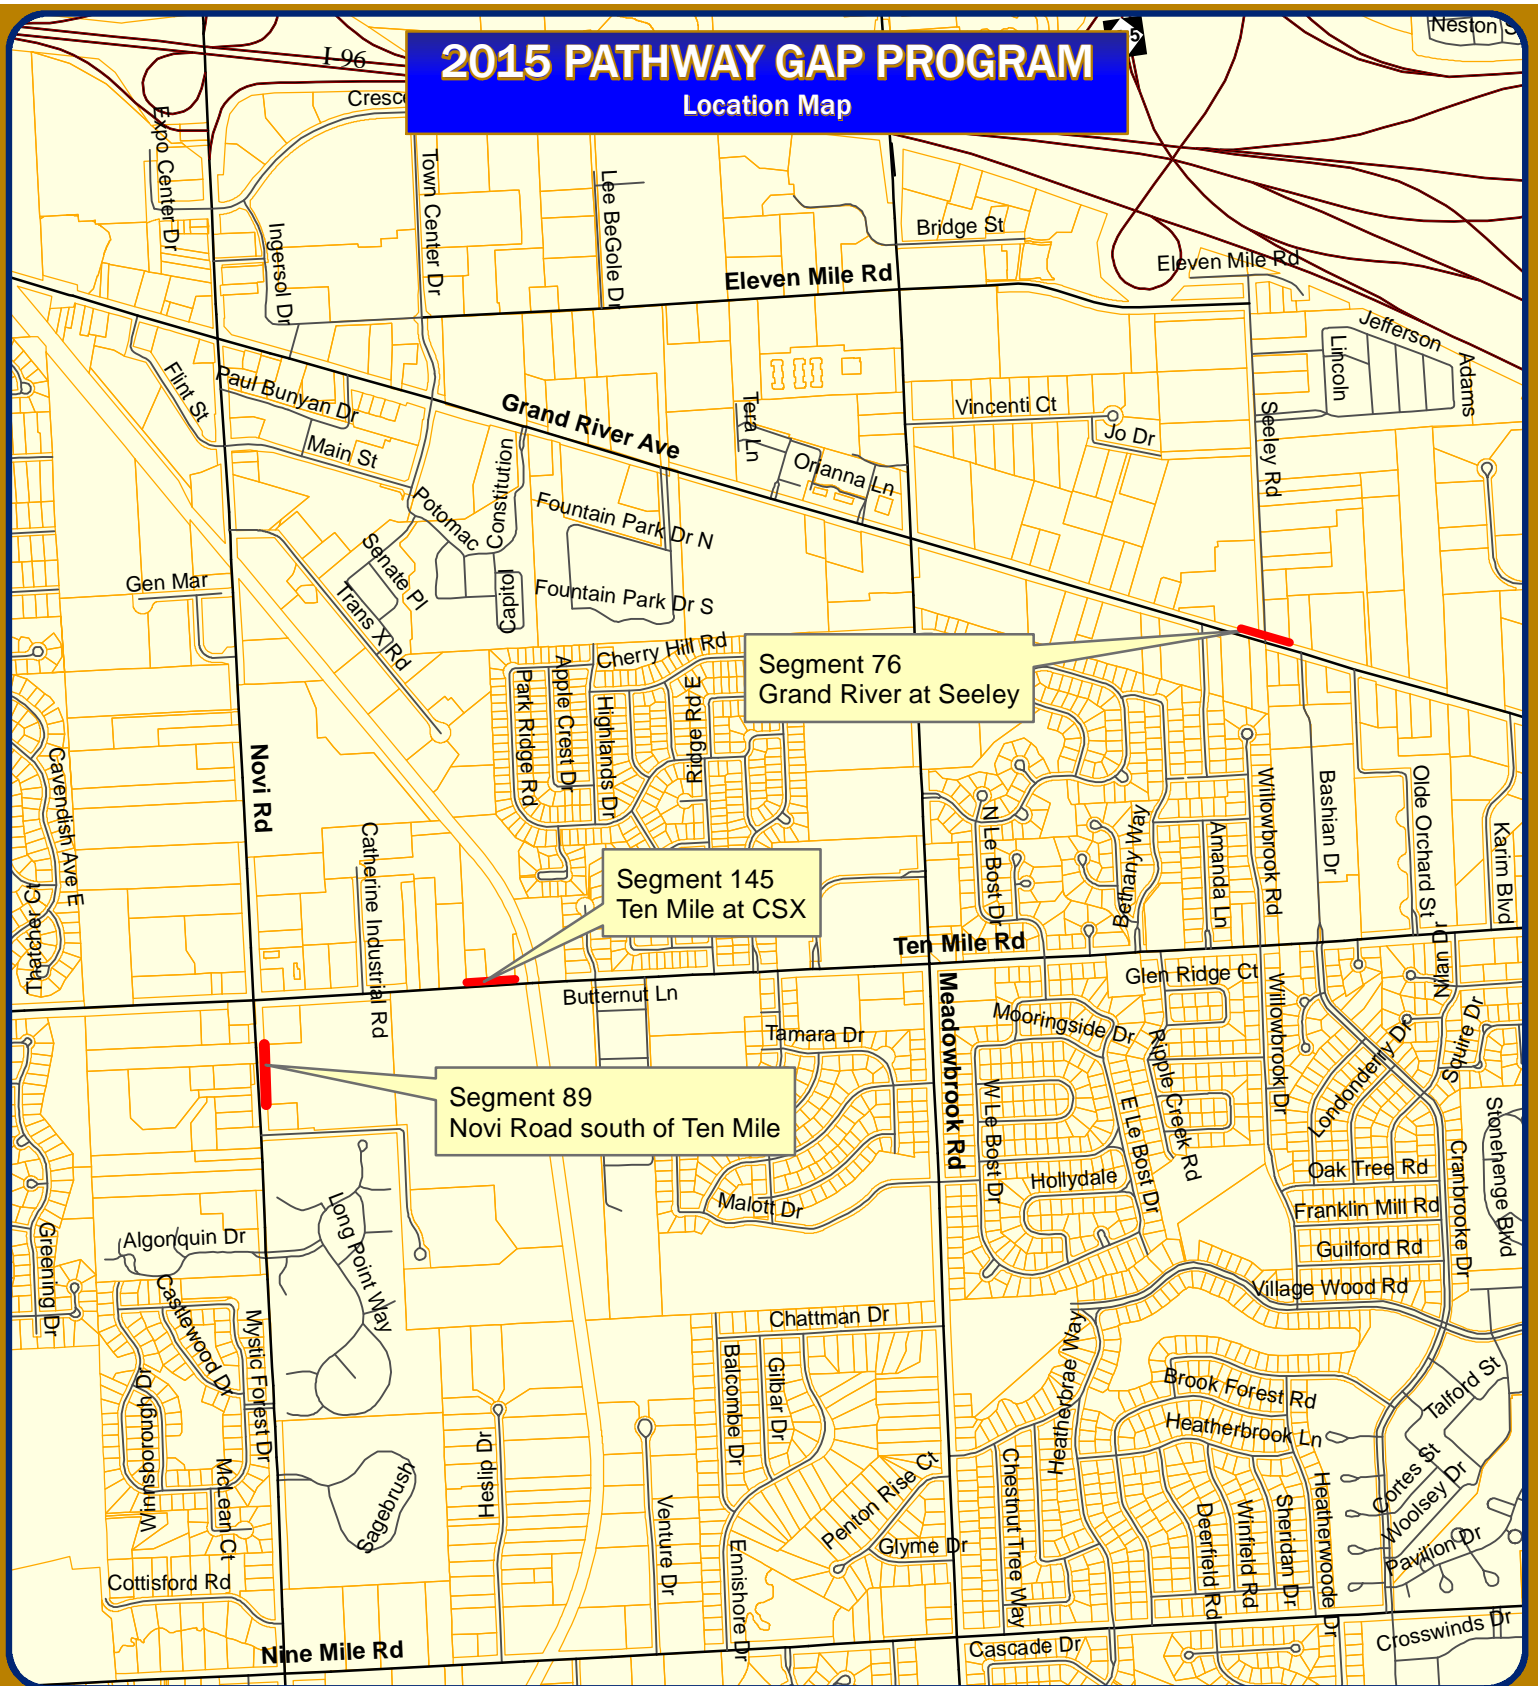 2015 PATHWAY GAP PROGRAM
Location Map
Neston
I-96
5
Cresc
Expo Center Dr
Town Center Dr
Lee BeGole Dr
Ingersol Dr
Bridge St
Eleven Mile Rd
Eleven Mile Rd
Jefferson
Lincoln
Adams
Flint St
Paul Bunyan Dr
Main St
Grand River Ave
Tera Ln
Vincenti Ct
Jo Dr
Seeley Rd
Orianna Ln
Constitution
Potomac
Fountain Park Dr N
Senate Pl
Gen Mar
Trans X Rd
Capitol
Fountain Park Dr S
Cherry Hill Rd
Segment 76
Grand River at Seeley
Park Ridge Rd
Apple Crest Dr
Highlands Dr
Ridge Rd E
Novi Rd
Cavendish Ave E
Thatcher Ct
Catherine Industrial Rd
Segment 145
Ten Mile at CSX
N Le Bost Dr
Bethany Way
Amanda Ln
Willowbrook Rd
Bashian Dr
Olde Orchard St
Karim Blvd
Ten Mile Rd
Nilan Dr
Butternut Ln
Glen Ridge Ct
Meadowbrook Rd
Mooringside Dr
Tamara Dr
Ripple Creek Rd
Willowbrook Dr
Londonderry Dr
Squire Dr
Segment 89
Novi Road south of Ten Mile
W Le Bost Dr
E Le Bost Dr
Stonehenge Blvd
Cranbrooke Dr
Hollydale
Oak Tree Rd
Malott Dr
Franklin Mill Rd
Guilford Rd
Village Wood Rd
Greening Dr
Algonquin Dr
Long Point Way
Castlewood Dr
Mystic Forest Dr
Winsborough Dr
McLean Ct
Chattman Dr
Balcombe Dr
Gilbar Dr
Heatherbrae Way
Brook Forest Rd
Talford St
Heatherbrook Ln
Cortes St
Woolsey Dr
Pavilion Dr
Sagebrush
Heslip Dr
Venture Dr
Penton Rise Ct
Glyme Dr
Ennishore Dr
Chestnut Tree Way
Deerfield Rd
Winfield Rd
Sheridan Dr
Heatherwoode Dr
Cottisford Rd
Nine Mile Rd
Cascade Dr
Crosswinds Dr